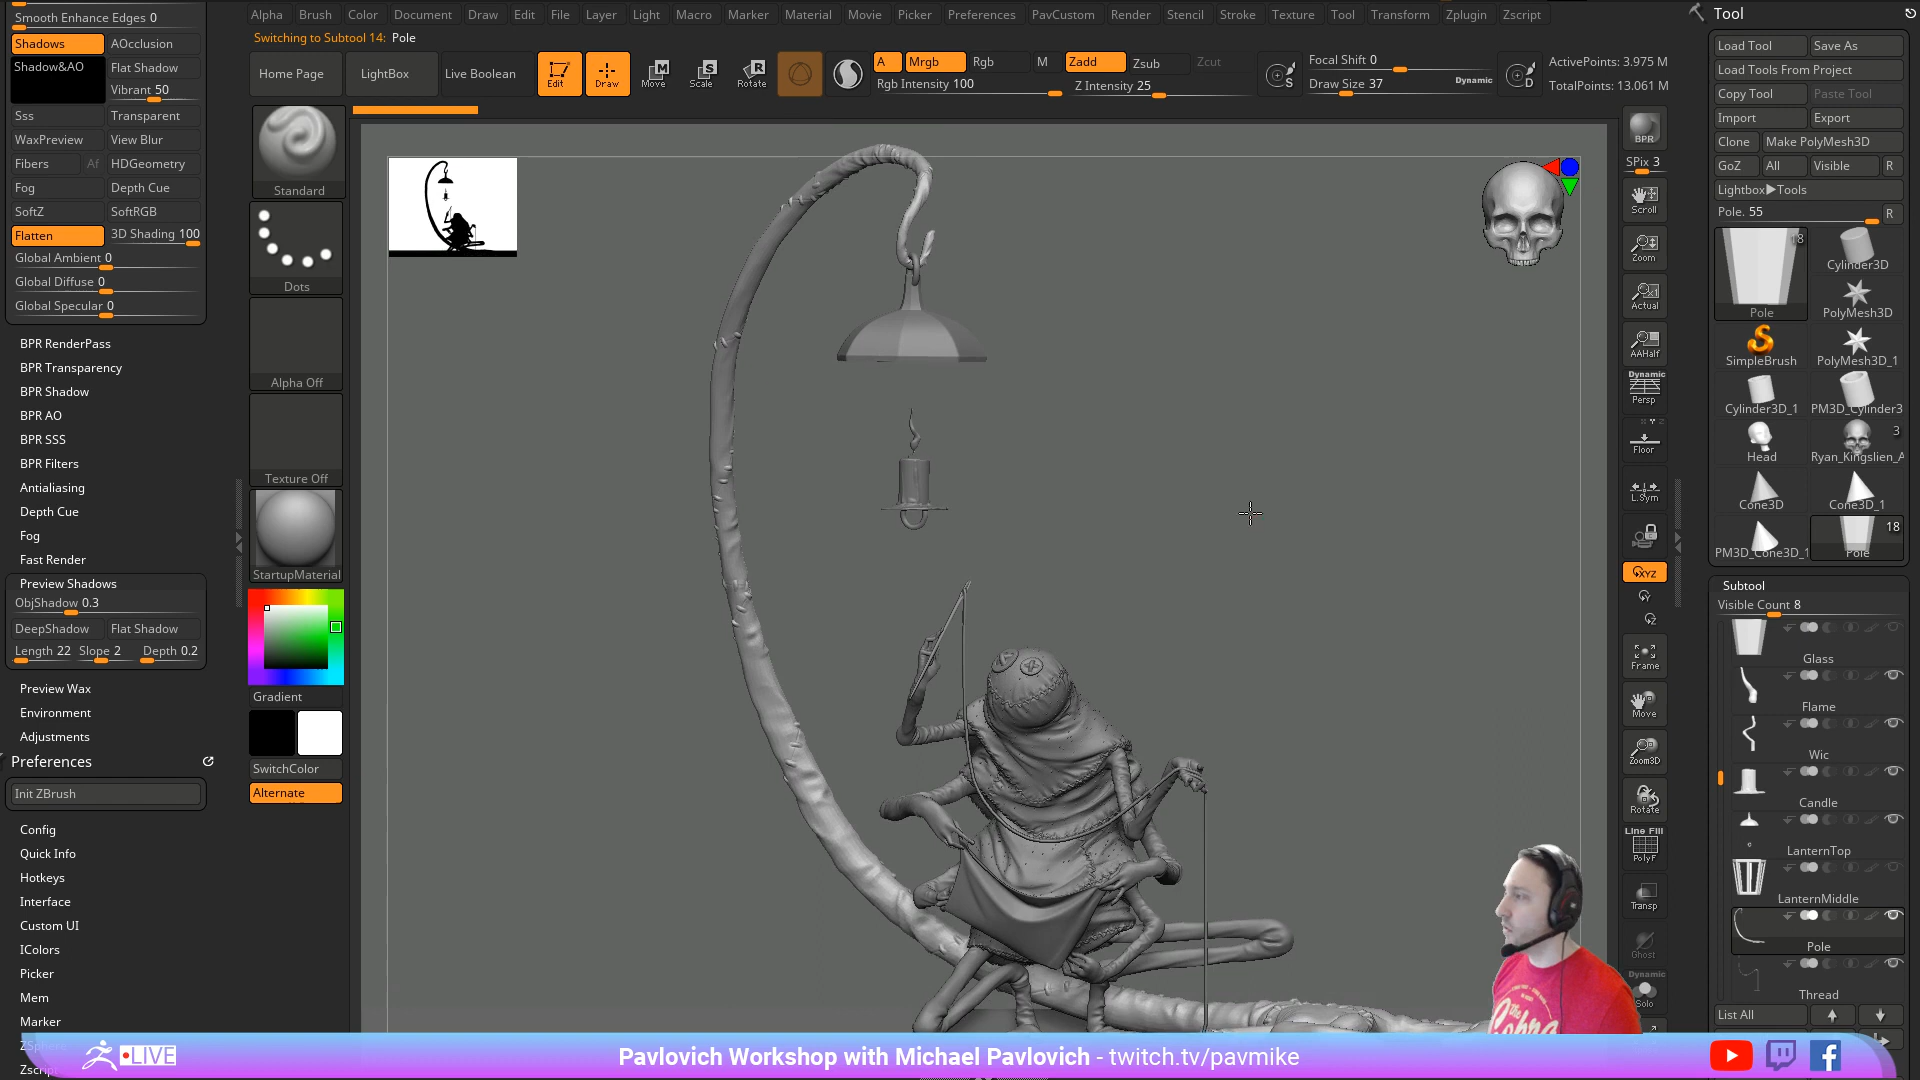 Smooth Enhance Edges 0
Shadows AOcclusion
Shadow&AO Flat Shadow
Vibrant 50
Sss Transparent
WaxPreview View Blur
Fibers Af HDGeometry
Fog Depth Cue
SoftZ SoftRGB
Flatten 3D Shading 100
Global Ambient 0
Global Diffuse 0
Global Specular 0
BPR RenderPass
BPR Transparency
BPR Shadow
BPR AO
BPR SSS
BPR Filters
Antialiasing
Depth Cue
Fog
Fast Render
Preview Shadows
ObjShadow 0.3
DeepShadow Flat Shadow
Length 22 Slope 2 Depth 0.2
Preview Wax
Environment
Adjustments
Preferences
Init ZBrush
Config
Quick Info
Hotkeys
Interface
Custom UI
IColors
Picker
Mem
Marker
Alpha Brush Color Document Draw Edit File Layer Light Macro Marker Material Movie Picker Preferences PavCustom Render Stencil Stroke Texture Tool Transform Zplugin Zscript
Switching to Subtool 14: Pole
Home Page LightBox Live Boolean
Edit Draw Move Scale Rotate
A Mrgb Rgb M Zadd Zsub Zcut
Rgb Intensity 100 Z Intensity 25
S Focal Shift 0
Draw Size 37 Dynamic
D ActivePoints: 3.975 M
TotalPoints: 13.061 M
Standard
Dots
Alpha Off
Texture Off
StartupMaterial
Gradient
SwitchColor
Alternate
BPR
SPix 3
Scroll
Zoom
Actual
AAHalf
Dynamic
Persp
Floor
L.Sym
XYZ
Frame
Move
Zoom3D
Rotate
Line Fill
PolyF
Transp
Ghost
Dynamic
Solo
Tool
Load Tool Save As
Load Tools From Project
Copy Tool Paste Tool
Import Export
Clone Make PolyMesh3D
GoZ All Visible R
Lightbox▶Tools
Pole. 55 R
18
Pole Cylinder3D
PolyMesh3D
SimpleBrush PolyMesh3D_1
Cylinder3D_1 PM3D_Cylinder3
3
Head Ryan_Kingslien_A
Cone3D Cone3D_1
18
PM3D_Cone3D_1 Pole
Subtool
Visible Count 8
Glass
Flame
Wic
Candle
LanternTop
LanternMiddle
Pole
Thread
List All
LIVE
Pavlovich Workshop with Michael Pavlovich - twitch.tv/pavmike